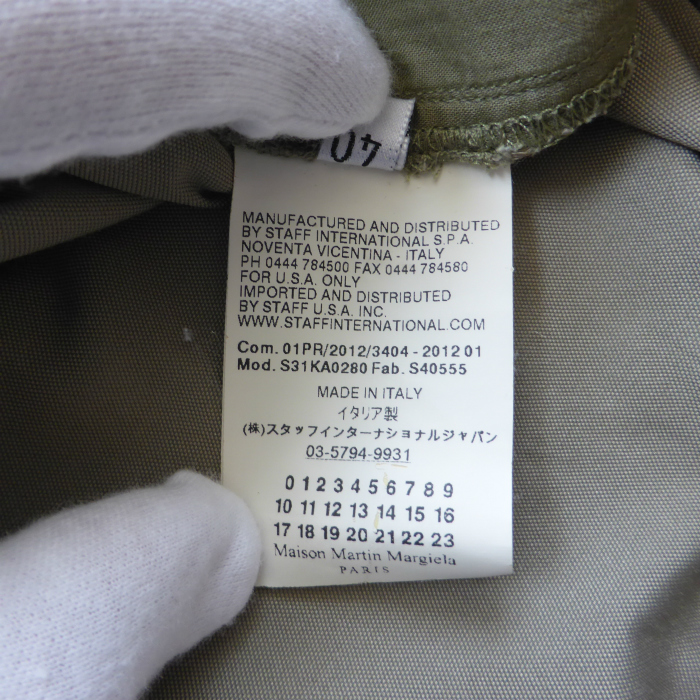 40
MANUFACTURED AND DISTRIBUTED
BY STAFF INTERNATIONAL S.P.A.
NOVENTA VICENTINA - ITALY
PH 0444 784500 FAX 0444 784580
FOR U.S.A. ONLY
IMPORTED AND DISTRIBUTED
BY STAFF U.S.A. INC.
WWW.STAFFINTERNATIONAL.COM
Com. 01PR/2012/3404 - 2012 01
Mod. S31KA0280 Fab. S40555
MADE IN ITALY
イタリア製
(株)スタッフインターナショナルジャパン
03-5794-9931
0 1 2 3 4 5 6 7 8 9
10 11 12 13 14 15 16
17 18 19 20 21 22 23
Maison Martin Margiela
PARIS